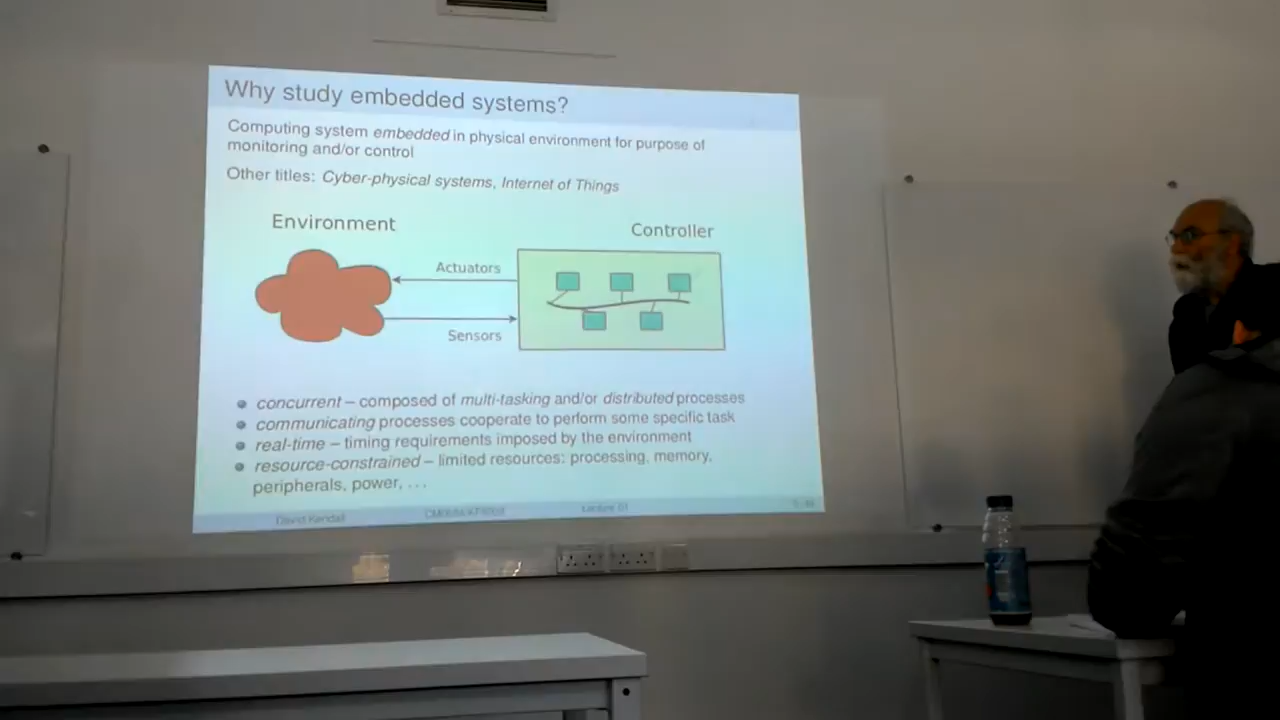 Why study embedded systems?
Computing system embedded in physical environment for purpose of
monitoring and/or control
Other titles: Cyber-physical systems, Internet of Things
Environment
Controller
Actuators
Sensors
concurrent – composed of multi-tasking and/or distributed processes
communicating processes cooperate to perform some specific task
real-time – timing requirements imposed by the environment
resource-constrained – limited resources: processing, memory,
peripherals, power, ...
David Kendall
Lecture 01